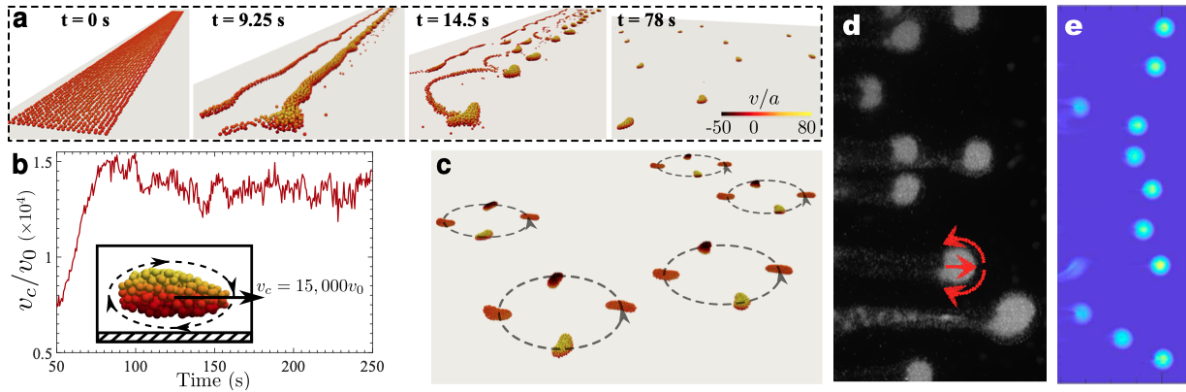 a
t = 0 s
t = 9.25 s
t = 14.5 s
t = 78 s
v/a
-50 0 80
b
v_c/v_0 (×10^4)
1.5
1
0.5
v_c = 15,000v_0
50 100 150 200 250
Time (s)
c
d
e